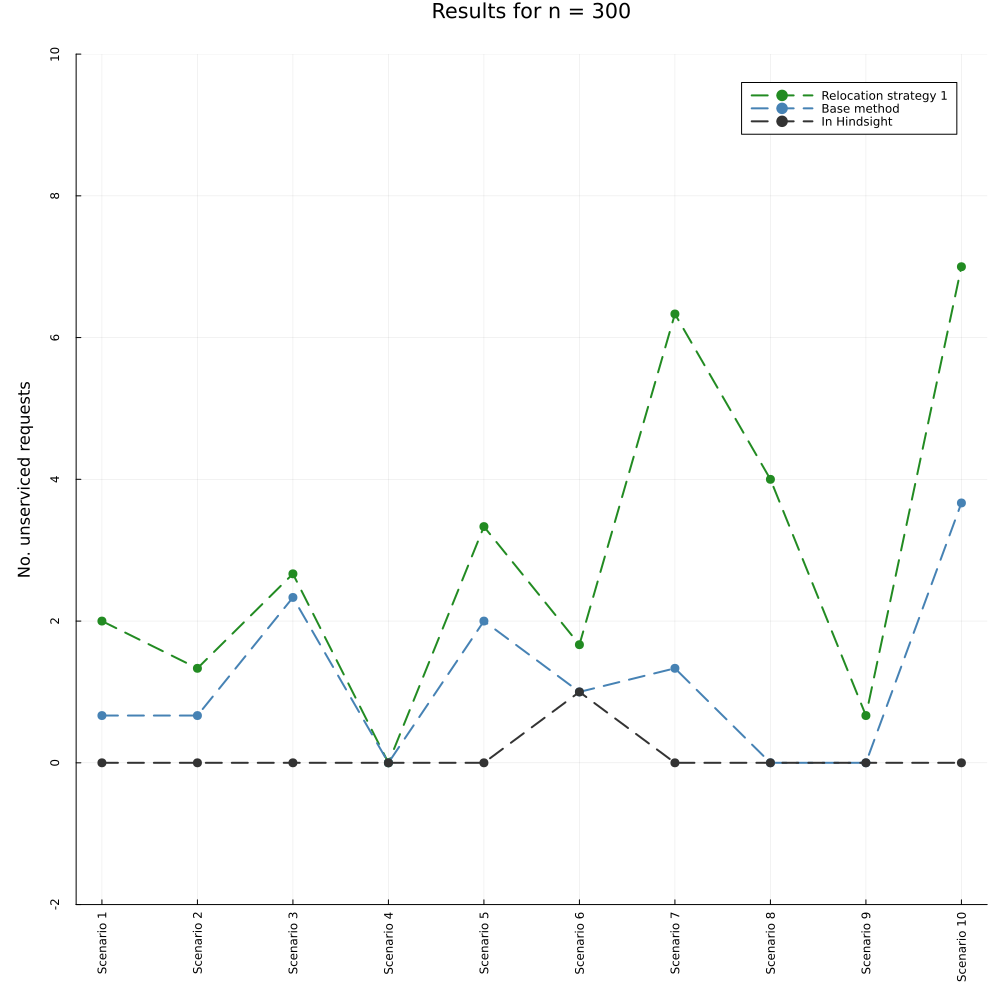 Results for n = 300
10
8
6
4
2
0
-2
No. unserviced requests
Relocation strategy 1
Base method
In Hindsight
Scenario 1
Scenario 2
Scenario 3
Scenario 4
Scenario 5
Scenario 6
Scenario 7
Scenario 8
Scenario 9
Scenario 10